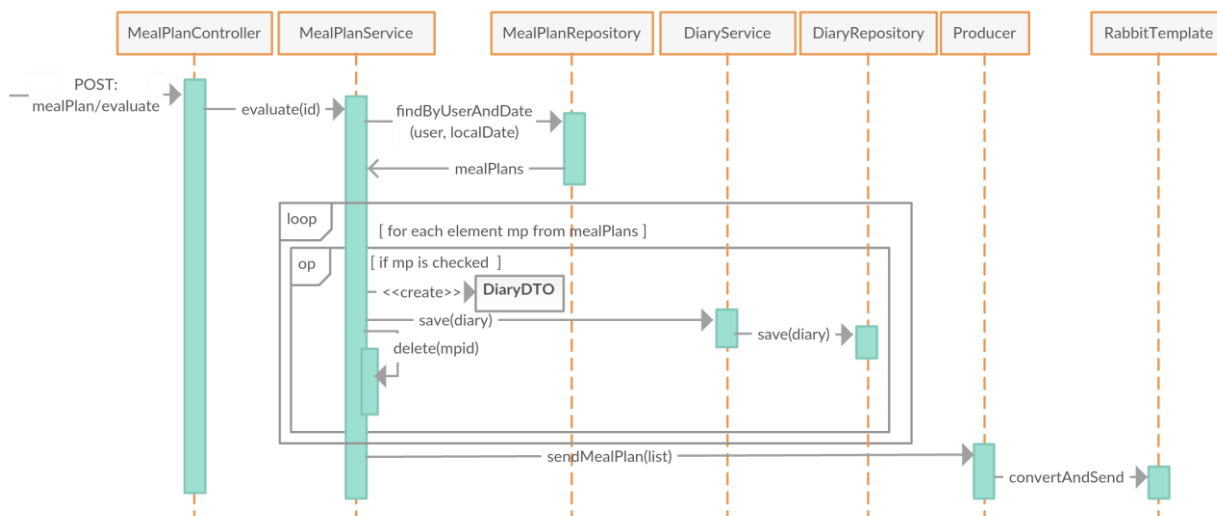 MealPlanController
MealPlanService
MealPlanRepository
DiaryService
DiaryRepository
Producer
RabbitTemplate
POST:
mealPlan/evaluate
evaluate(id)
findByUserAndDate
(user, localDate)
mealPlans
loop
[ for each element mp from mealPlans ]
op
[ if mp is checked ]
<<create>>
DiaryDTO
save(diary)
save(diary)
delete(mpid)
sendMealPlan(list)
convertAndSend